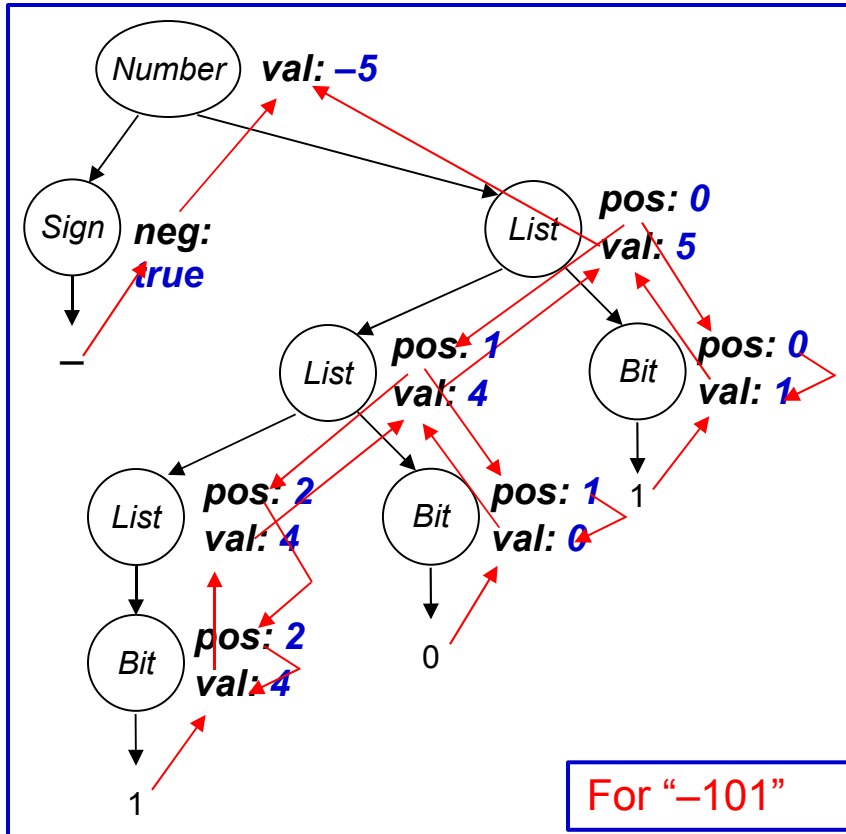 Number val: –5
Sign
neg:
true
List
pos: 0
val: 5
–
List
pos: 1
val: 4
Bit
pos: 0
val: 1
List
pos: 2
val: 4
Bit
pos: 1
val: 0
1
Bit
pos: 2
val: 4
0
1
For “–101”